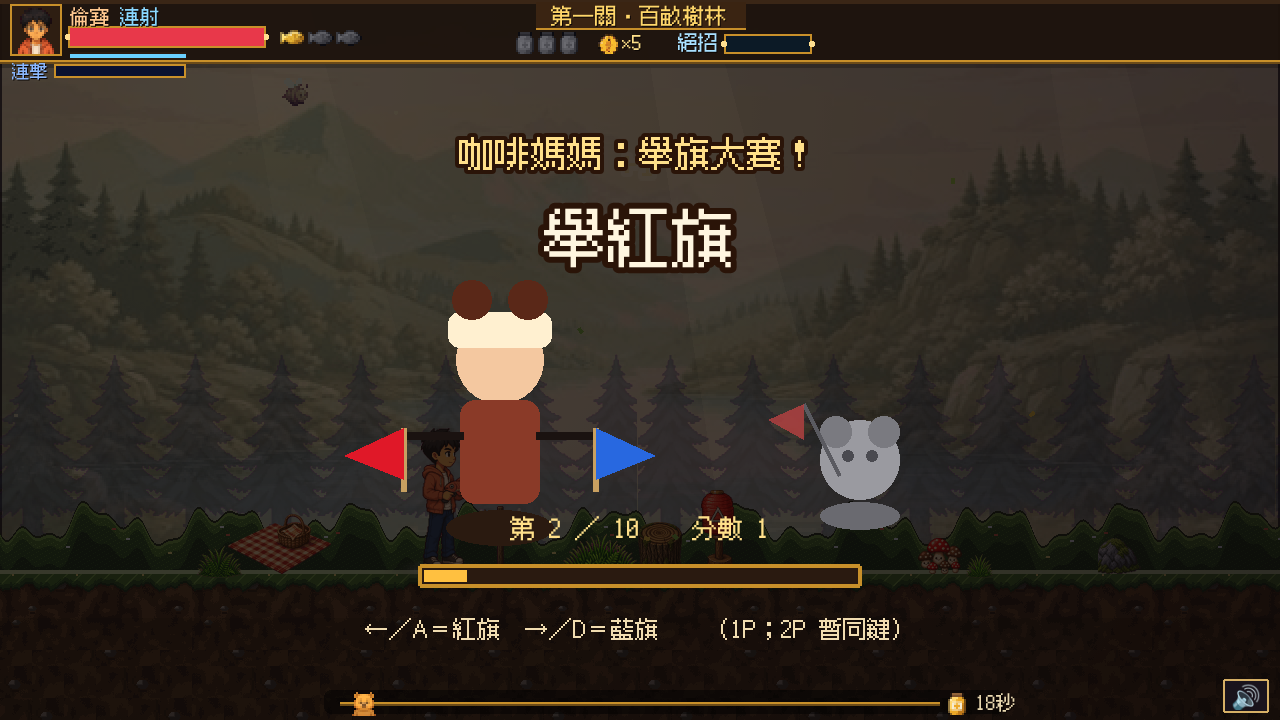 倫寶 連射
第一關・百畝樹林
×5
絕招
連擊
咖啡媽媽：舉旗大賽！
舉紅旗
第 2 ／ 10 分數 1
←／A＝紅旗 →／D＝藍旗 （1P；2P 暫同鍵）
18秒